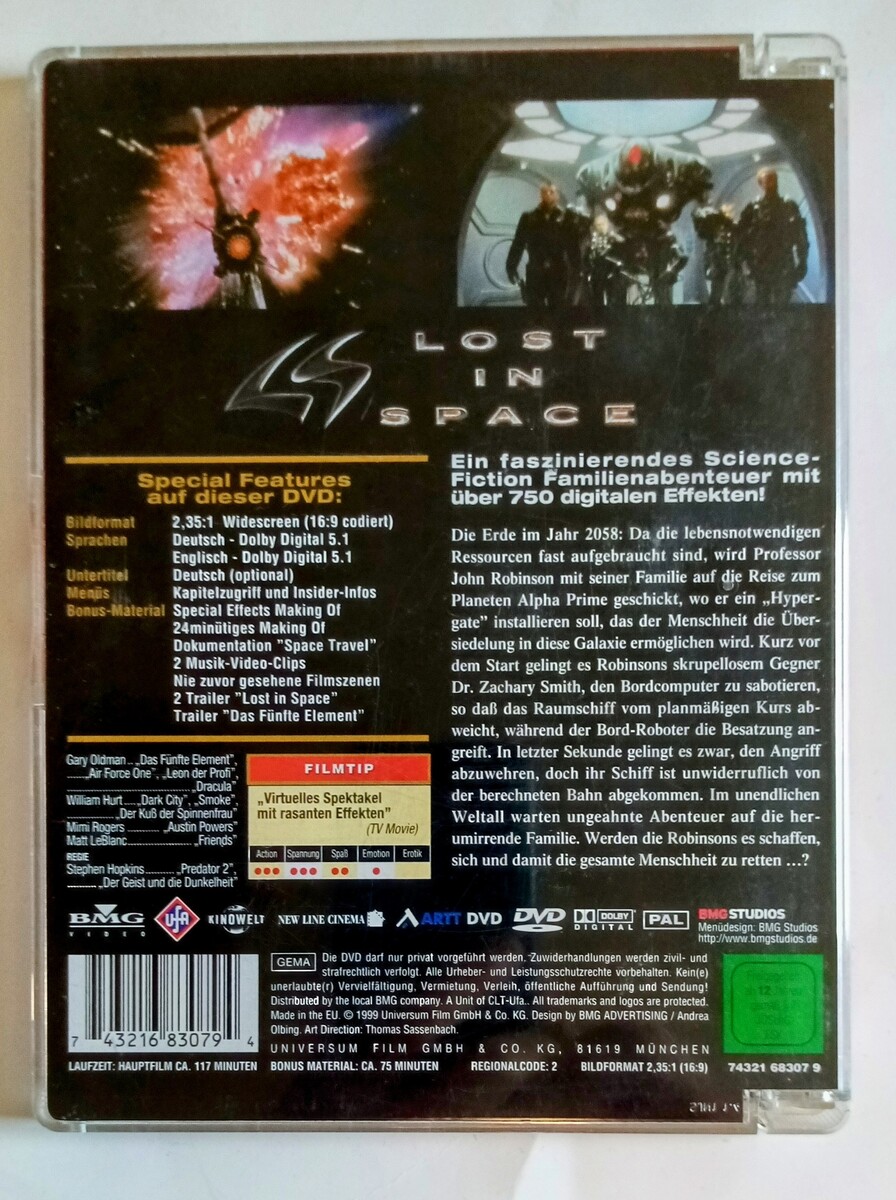 LOST
IN
SPACE
Special Features
auf dieser DVD:
Bildformat 2,35:1 Widescreen (16:9 codiert)
Sprachen Deutsch - Dolby Digital 5.1
Englisch - Dolby Digital 5.1
Untertitel Deutsch (optional)
Menüs Kapitelzugriff und Insider-Infos
Bonus-Material Special Effects Making Of
24minütiges Making Of
Dokumentation "Space Travel"
2 Musik-Video-Clips
Nie zuvor gesehene Filmszenen
2 Trailer "Lost in Space"
Trailer "Das Fünfte Element"
Gary Oldman .. „Das Fünfte Element",
......„Air Force One", „Leon der Profi",
„Dracula"
William Hurt ....„Dark City", „Smoke",
„Der Kuß der Spinnenfrau"
Mimi Rogers .......... „Austin Powers"
Matt LeBlanc .......... „Friends"
REGIE
Stephen Hopkins........ „Predator 2",
........ „Der Geist und die Dunkelheit"
FILMTIP
„Virtuelles Spektakel
mit rasanten Effekten"
(TV Movie)
Action Spannung Spaß Emotion Erotik
Ein faszinierendes Science-
Fiction Familienabenteuer mit
über 750 digitalen Effekten!
Die Erde im Jahr 2058: Da die lebensnotwendigen
Ressourcen fast aufgebraucht sind, wird Professor
John Robinson mit seiner Familie auf die Reise zum
Planeten Alpha Prime geschickt, wo er ein „Hyper-
gate" installieren soll, das der Menschheit die Über-
siedelung in diese Galaxie ermöglichen wird. Kurz vor
dem Start gelingt es Robinsons skrupellosem Gegner
Dr. Zachary Smith, den Bordcomputer zu sabotieren,
so daß das Raumschiff vom planmäßigen Kurs ab-
weicht, während der Bord-Roboter die Besatzung an-
greift. In letzter Sekunde gelingt es zwar, den Angriff
abzuwehren, doch ihr Schiff ist unwiderruflich von
der berechneten Bahn abgekommen. Im unendlichen
Weltall warten ungeahnte Abenteuer auf die her-
umirrende Familie. Werden die Robinsons es schaffen,
sich und damit die gesamte Menschheit zu retten ...?
BMG VIDEO UFA KINOWELT NEW LINE CINEMA ARTT DVD DVD VIDEO DOLBY DIGITAL PAL BMG STUDIOS
Menüdesign: BMG Studios
http://www.bmgstudios.de
GEMA Die DVD darf nur privat vorgeführt werden. Zuwiderhandlungen werden zivil- und
strafrechtlich verfolgt. Alle Urheber- und Leistungsschutzrechte vorbehalten. Kein(e)
unerlaubte(r) Vervielfältigung, Vermietung, Verleih, öffentliche Aufführung und Sendung!
Distributed by the local BMG company. A Unit of CLT-Ufa.. All trademarks and logos are protected.
Made in the EU. © 1999 Universum Film GmbH & Co. KG. Design by BMG ADVERTISING / Andrea
Olbing. Art Direction: Thomas Sassenbach.
UNIVERSUM FILM GMBH & CO. KG, 81619 MÜNCHEN
7 43216 83079 4
LAUFZEIT: HAUPTFILM CA. 117 MINUTEN BONUS MATERIAL: CA. 75 MINUTEN REGIONALCODE: 2 BILDFORMAT 2,35:1 (16:9) 74321 68307 9